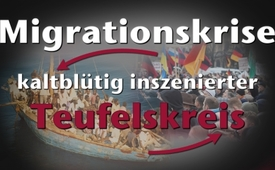 Migrationskrise
kaltblütig inszenierter
Teufelskreis